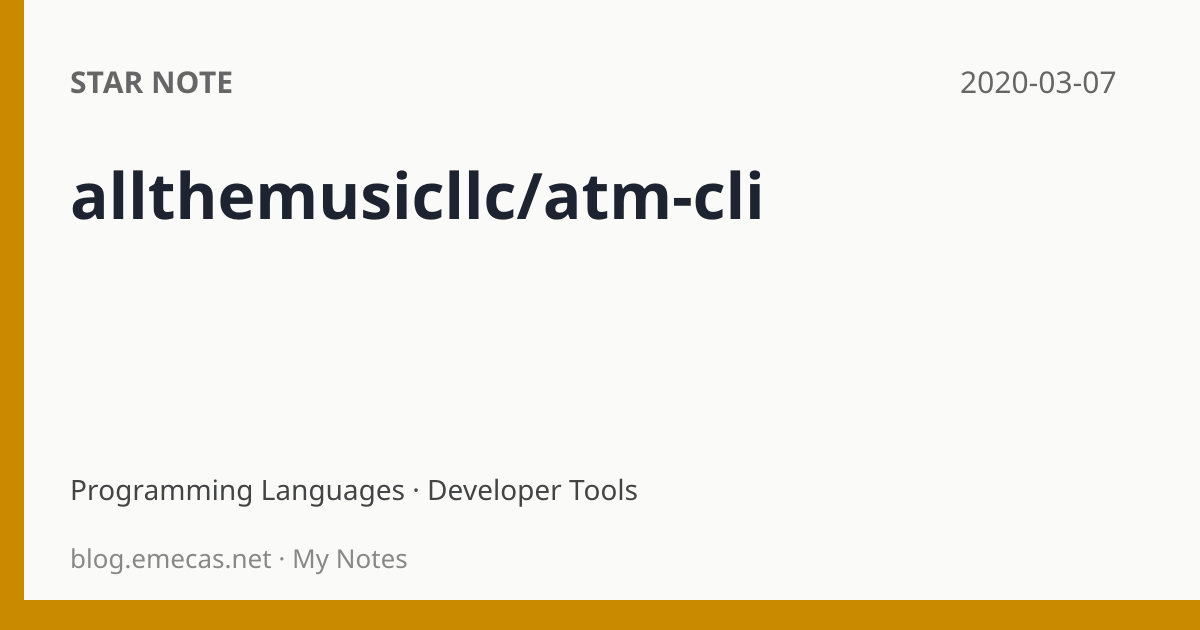 STAR NOTE
2020-03-07
allthemusicllc/atm-cli
Programming Languages · Developer Tools
blog.emecas.net · My Notes